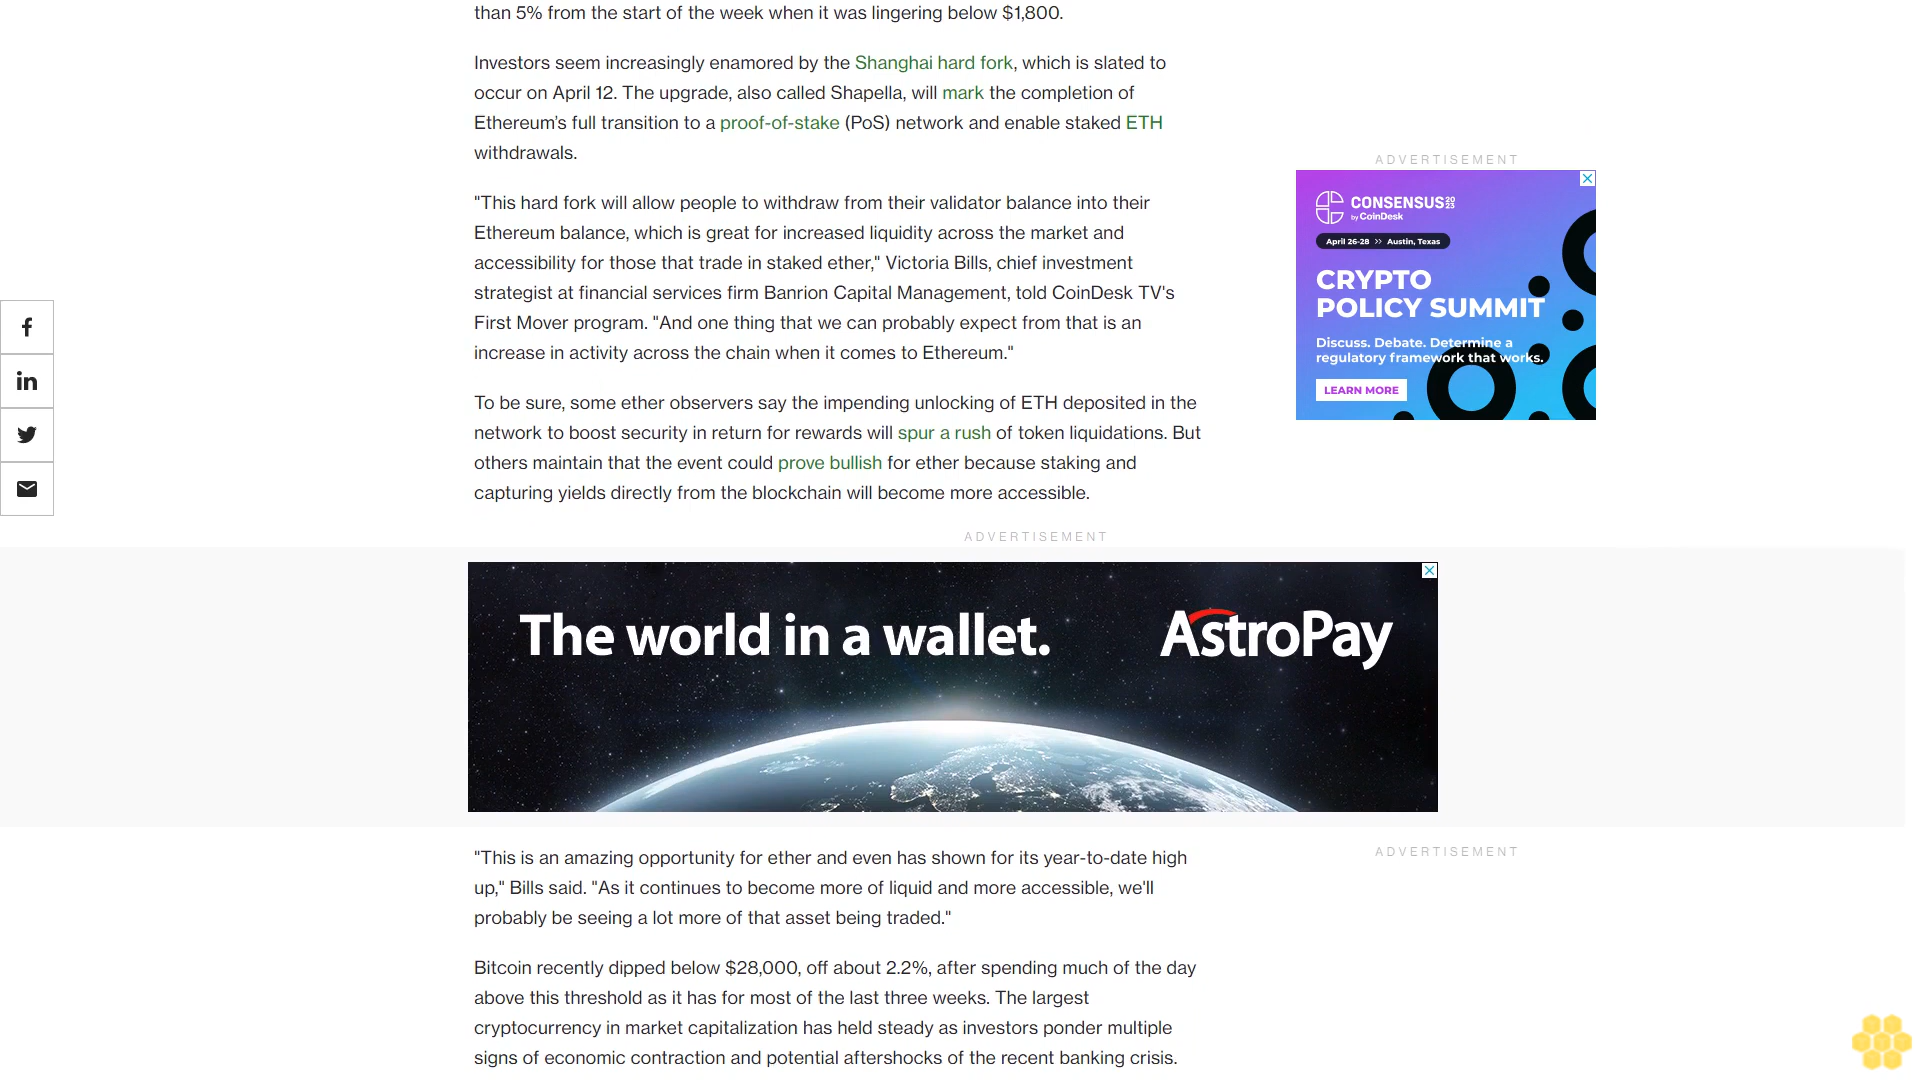 than 5% from the start of the week when it was lingering below $1,800.
Investors seem increasingly enamored by the Shanghai hard fork, which is slated to
occur on April 12. The upgrade, also called Shapella, will mark the completion of
Ethereum's full transition to a proof-of-stake (PoS) network and enable staked ETH
withdrawals.
"This hard fork will allow people to withdraw from their validator balance into their
Ethereum balance, which is great for increased liquidity across the market and
accessibility for those that trade in staked ether," Victoria Bills, chief investment
strategist at financial services firm Banrion Capital Management, told CoinDesk TV's
First Mover program. "And one thing that we can probably expect from that is an
increase in activity across the chain when it comes to Ethereum."
To be sure, some ether observers say the impending unlocking of ETH deposited in the
network to boost security in return for rewards will spur a rush of token liquidations. But
others maintain that the event could prove bullish for ether because staking and
capturing yields directly from the blockchain will become more accessible.
ADVERTISEMENT
CONSENSUS 2023
by CoinDesk
April 26-28 >> Austin, Texas
CRYPTO
POLICY SUMMIT
Discuss. Debate. Determine a
regulatory framework that works.
LEARN MORE
f
in
ADVERTISEMENT
The world in a wallet.
AstroPay
"This is an amazing opportunity for ether and even has shown for its year-to-date high
up," Bills said. "As it continues to become more of liquid and more accessible, we'll
probably be seeing a lot more of that asset being traded."
ADVERTISEMENT
Bitcoin recently dipped below $28,000, off about 2.2%, after spending much of the day
above this threshold as it has for most of the last three weeks. The largest
cryptocurrency in market capitalization has held steady as investors ponder multiple
signs of economic contraction and potential aftershocks of the recent banking crisis.